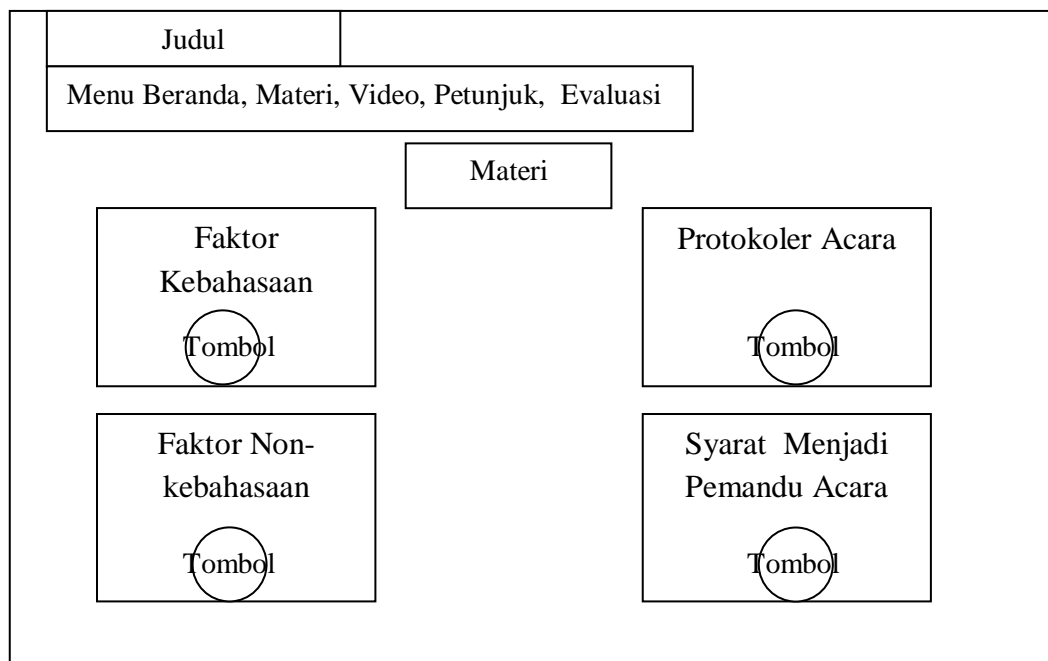 Judul
Menu Beranda, Materi, Video, Petunjuk, Evaluasi
Materi
Faktor
Kebahasaan
Tombol
Protokoler Acara
Tombol
Faktor Non-
kebahasaan
Tombol
Syarat Menjadi
Pemandu Acara
Tombol